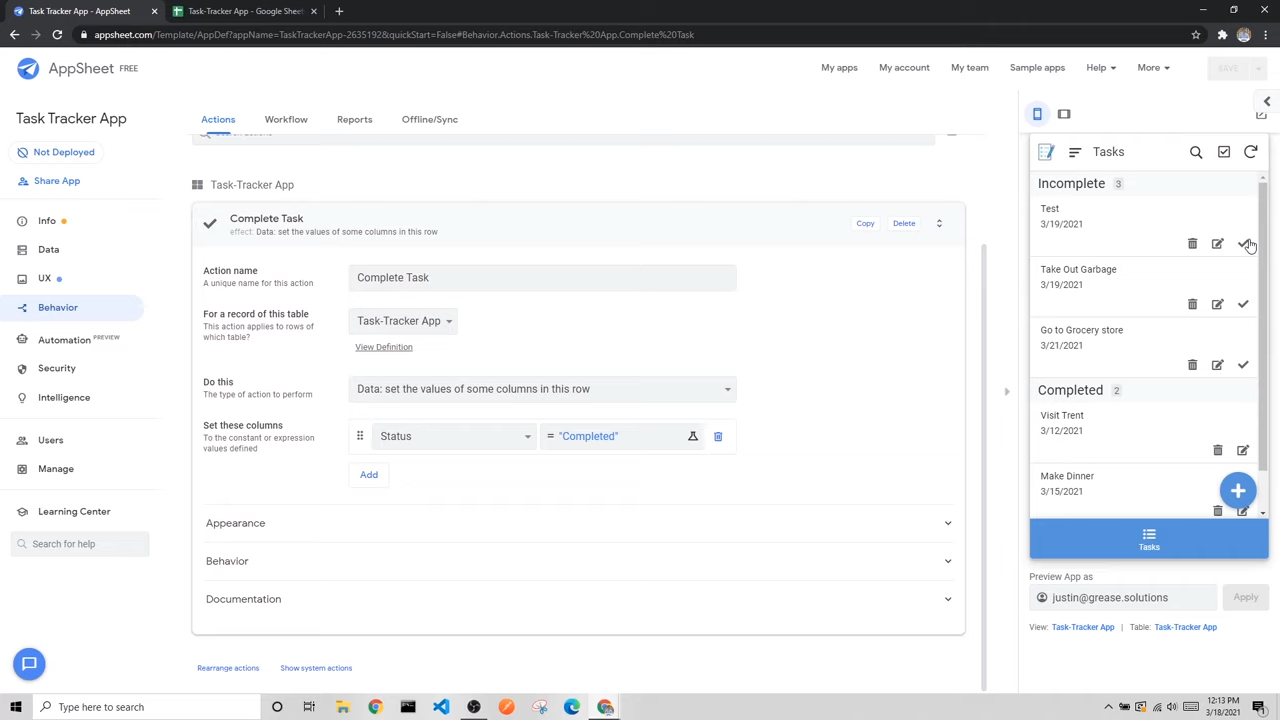 Task Tracker App
Task-Tracker App - Google Shee
appsheet.com/Template/AppDef?appName=TaskTrackerApp-2635192&quickStart=False#Behavior.Actions.Task-Tracker%20App.Complete%20Task
AppSheet FREE
My apps
My account
My team
Sample apps
Help
More
SAVE
Task Tracker App
Not Deployed
Share App
Info
Data
UX
Behavior
Automation PREVIEW
Security
Intelligence
Users
Manage
Learning Center
Search for help
Actions
Workflow
Reports
Offline/Sync
Task-Tracker App
Complete Task
effect: Data: set the values of some columns in this row
Copy
Delete
Action name
A unique name for this action
Complete Task
For a record of this table
This action applies to rows of
which table?
Task-Tracker App
View Definition
Do this
The type of action to perform
Data: set the values of some columns in this row
Set these columns
To the constant or expression
values defined
Status
= "Completed"
Add
Appearance
Behavior
Documentation
Rearrange actions
Show system actions
Tasks
Incomplete 3
Test
3/19/2021
Take Out Garbage
3/19/2021
Go to Grocery store
3/21/2021
Completed 2
Visit Trent
3/12/2021
Make Dinner
3/15/2021
Tasks
Preview App as
justin@grease.solutions
Apply
View: Task-Tracker App | Table: Task-Tracker App
Type here to search
12:13 PM
3/18/2021